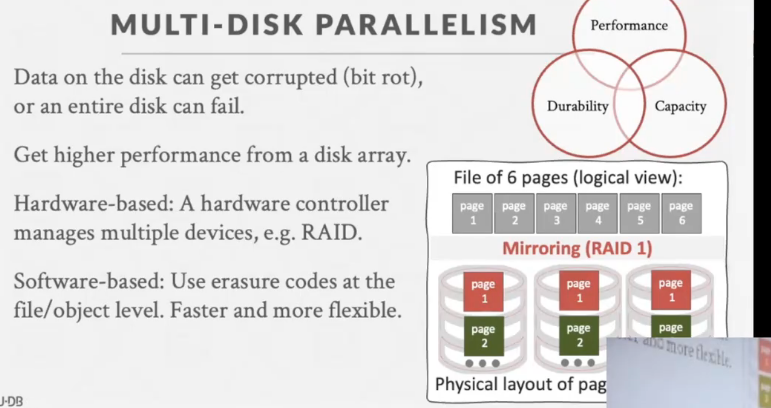 MULTI-DISK PARALLELISM
Performance
Durability
Capacity
Data on the disk can get corrupted (bit rot),
or an entire disk can fail.
Get higher performance from a disk array.
Hardware-based: A hardware controller
manages multiple devices, e.g. RAID.
Software-based: Use erasure codes at the
file/object level. Faster and more flexible.
File of 6 pages (logical view):
page
1
page
2
page
3
page
4
page
5
page
6
Mirroring (RAID 1)
page
1
page
1
page
1
page
2
page
2
page
Physical layout of
and more flexible.